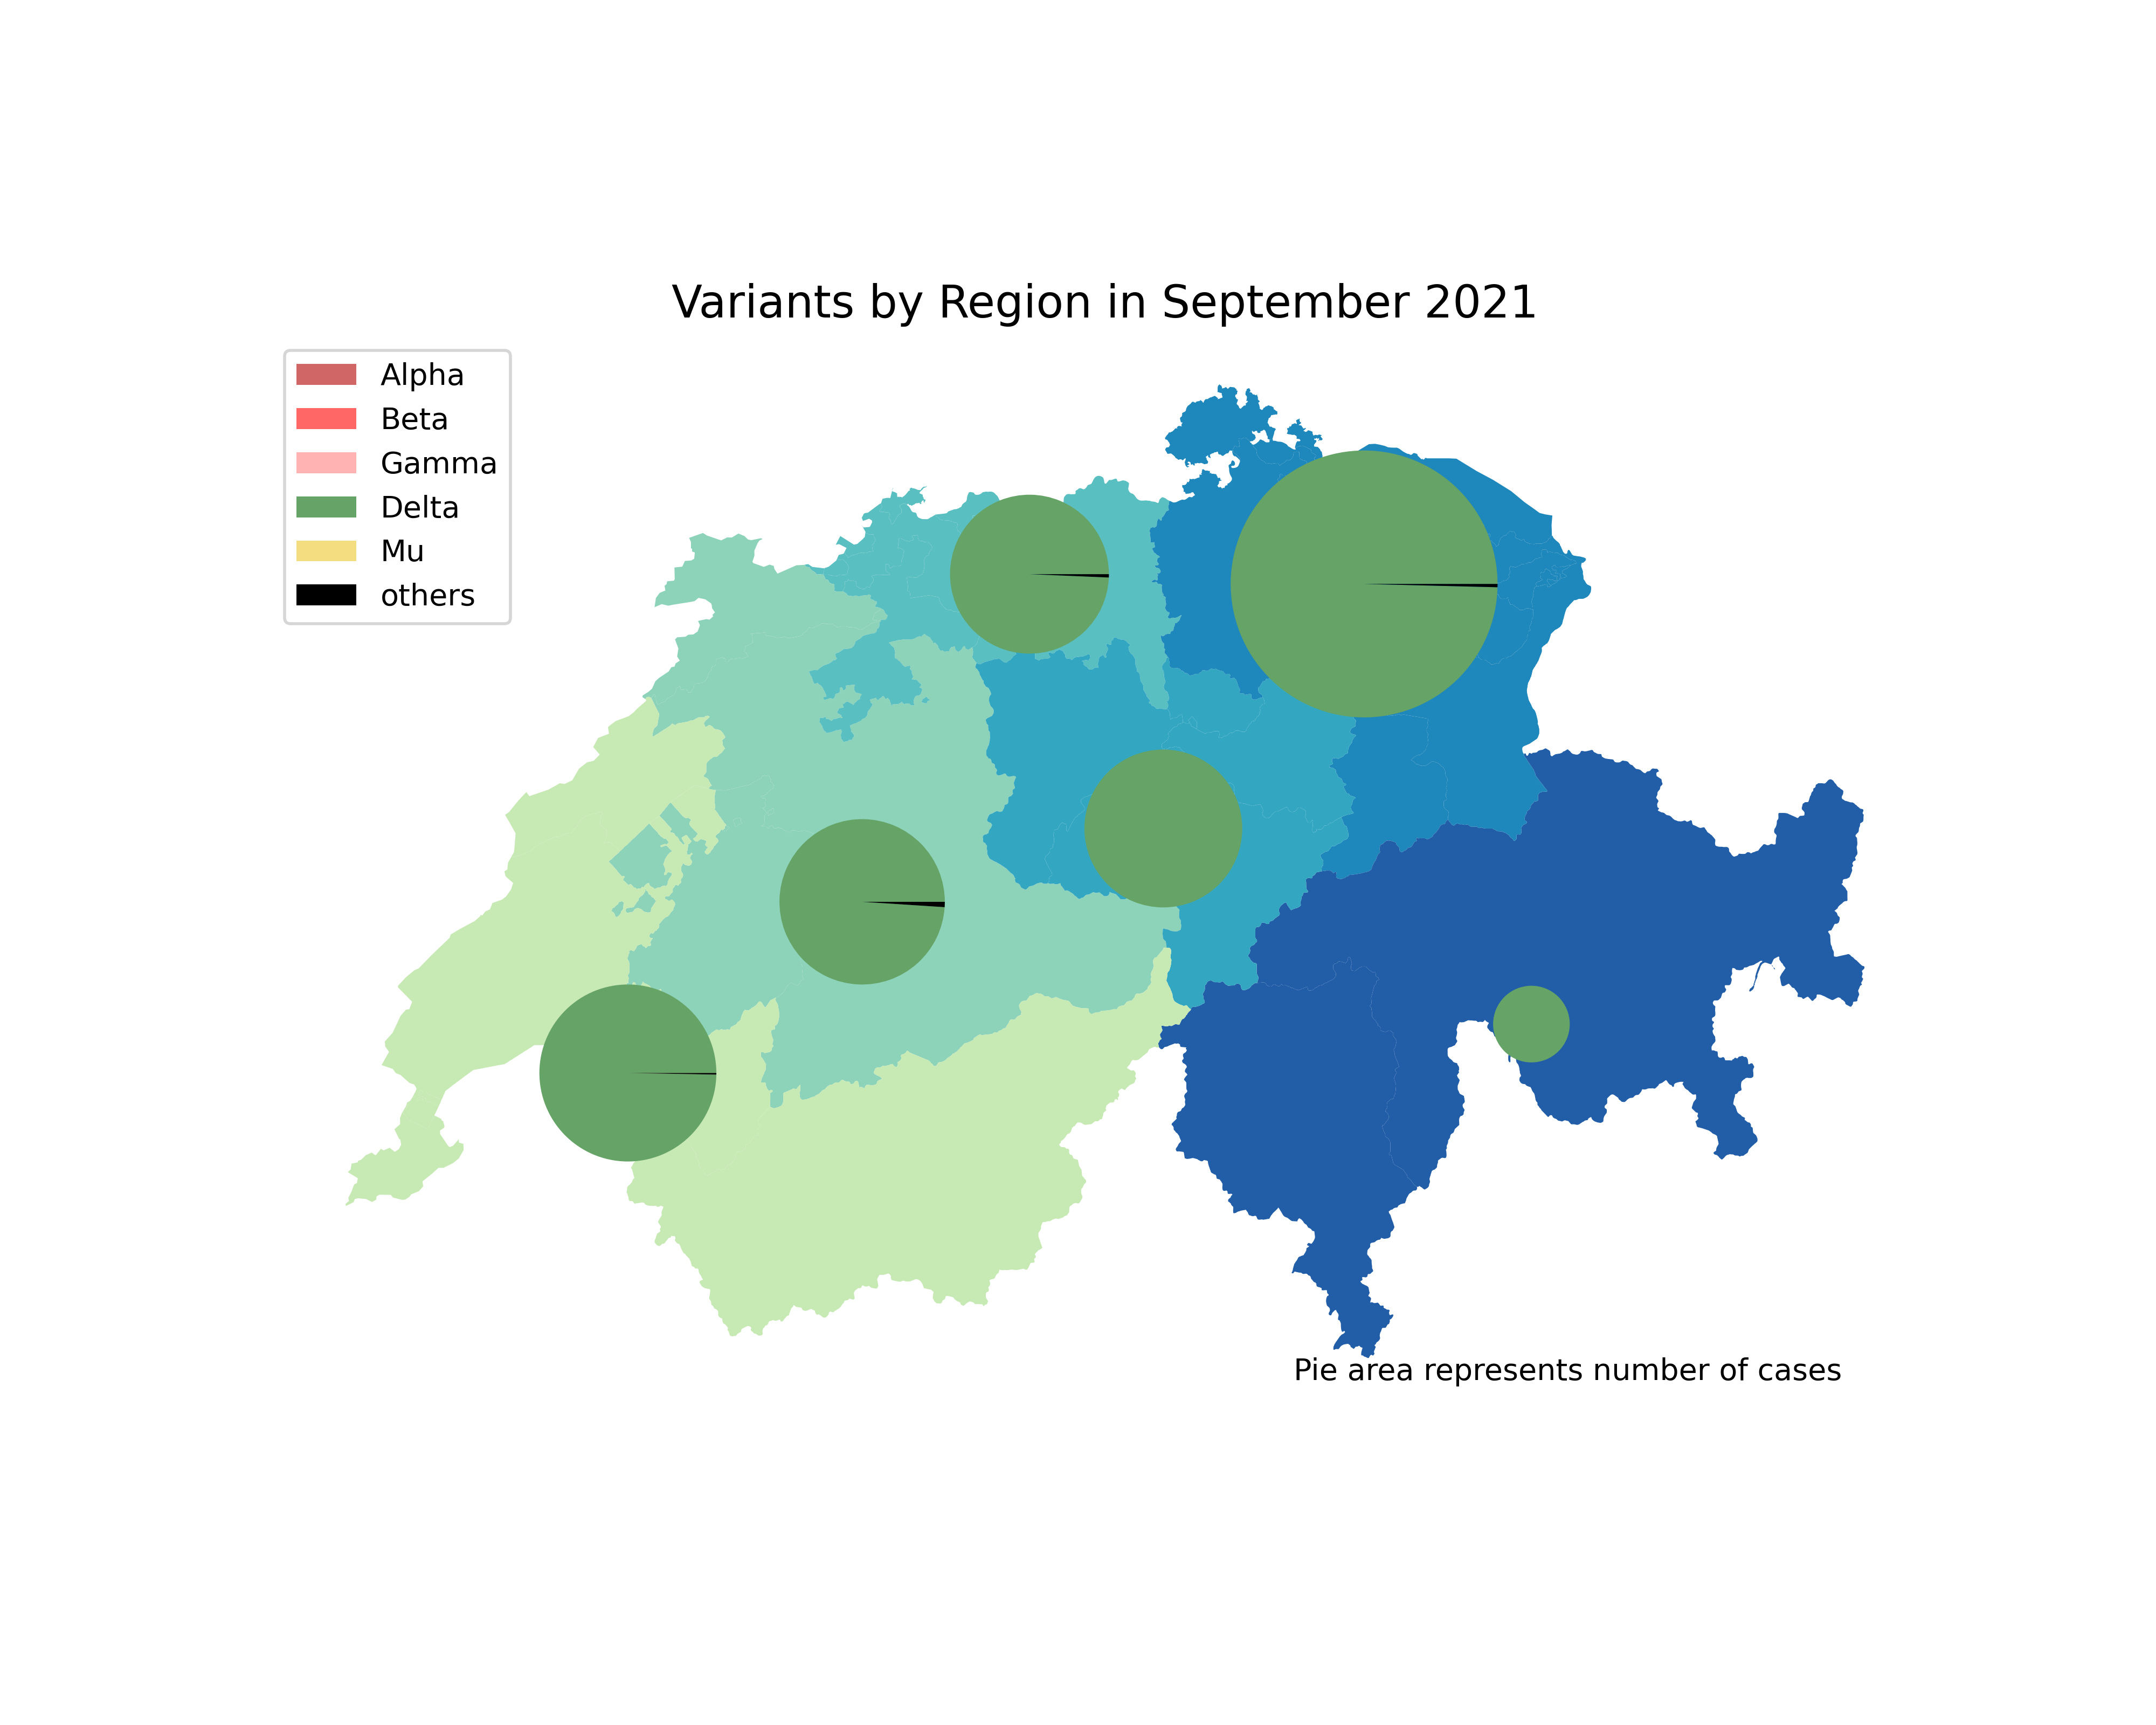 Variants by Region in September 2021
Alpha
Beta
Gamma
Delta
Mu
others
Pie area represents number of cases